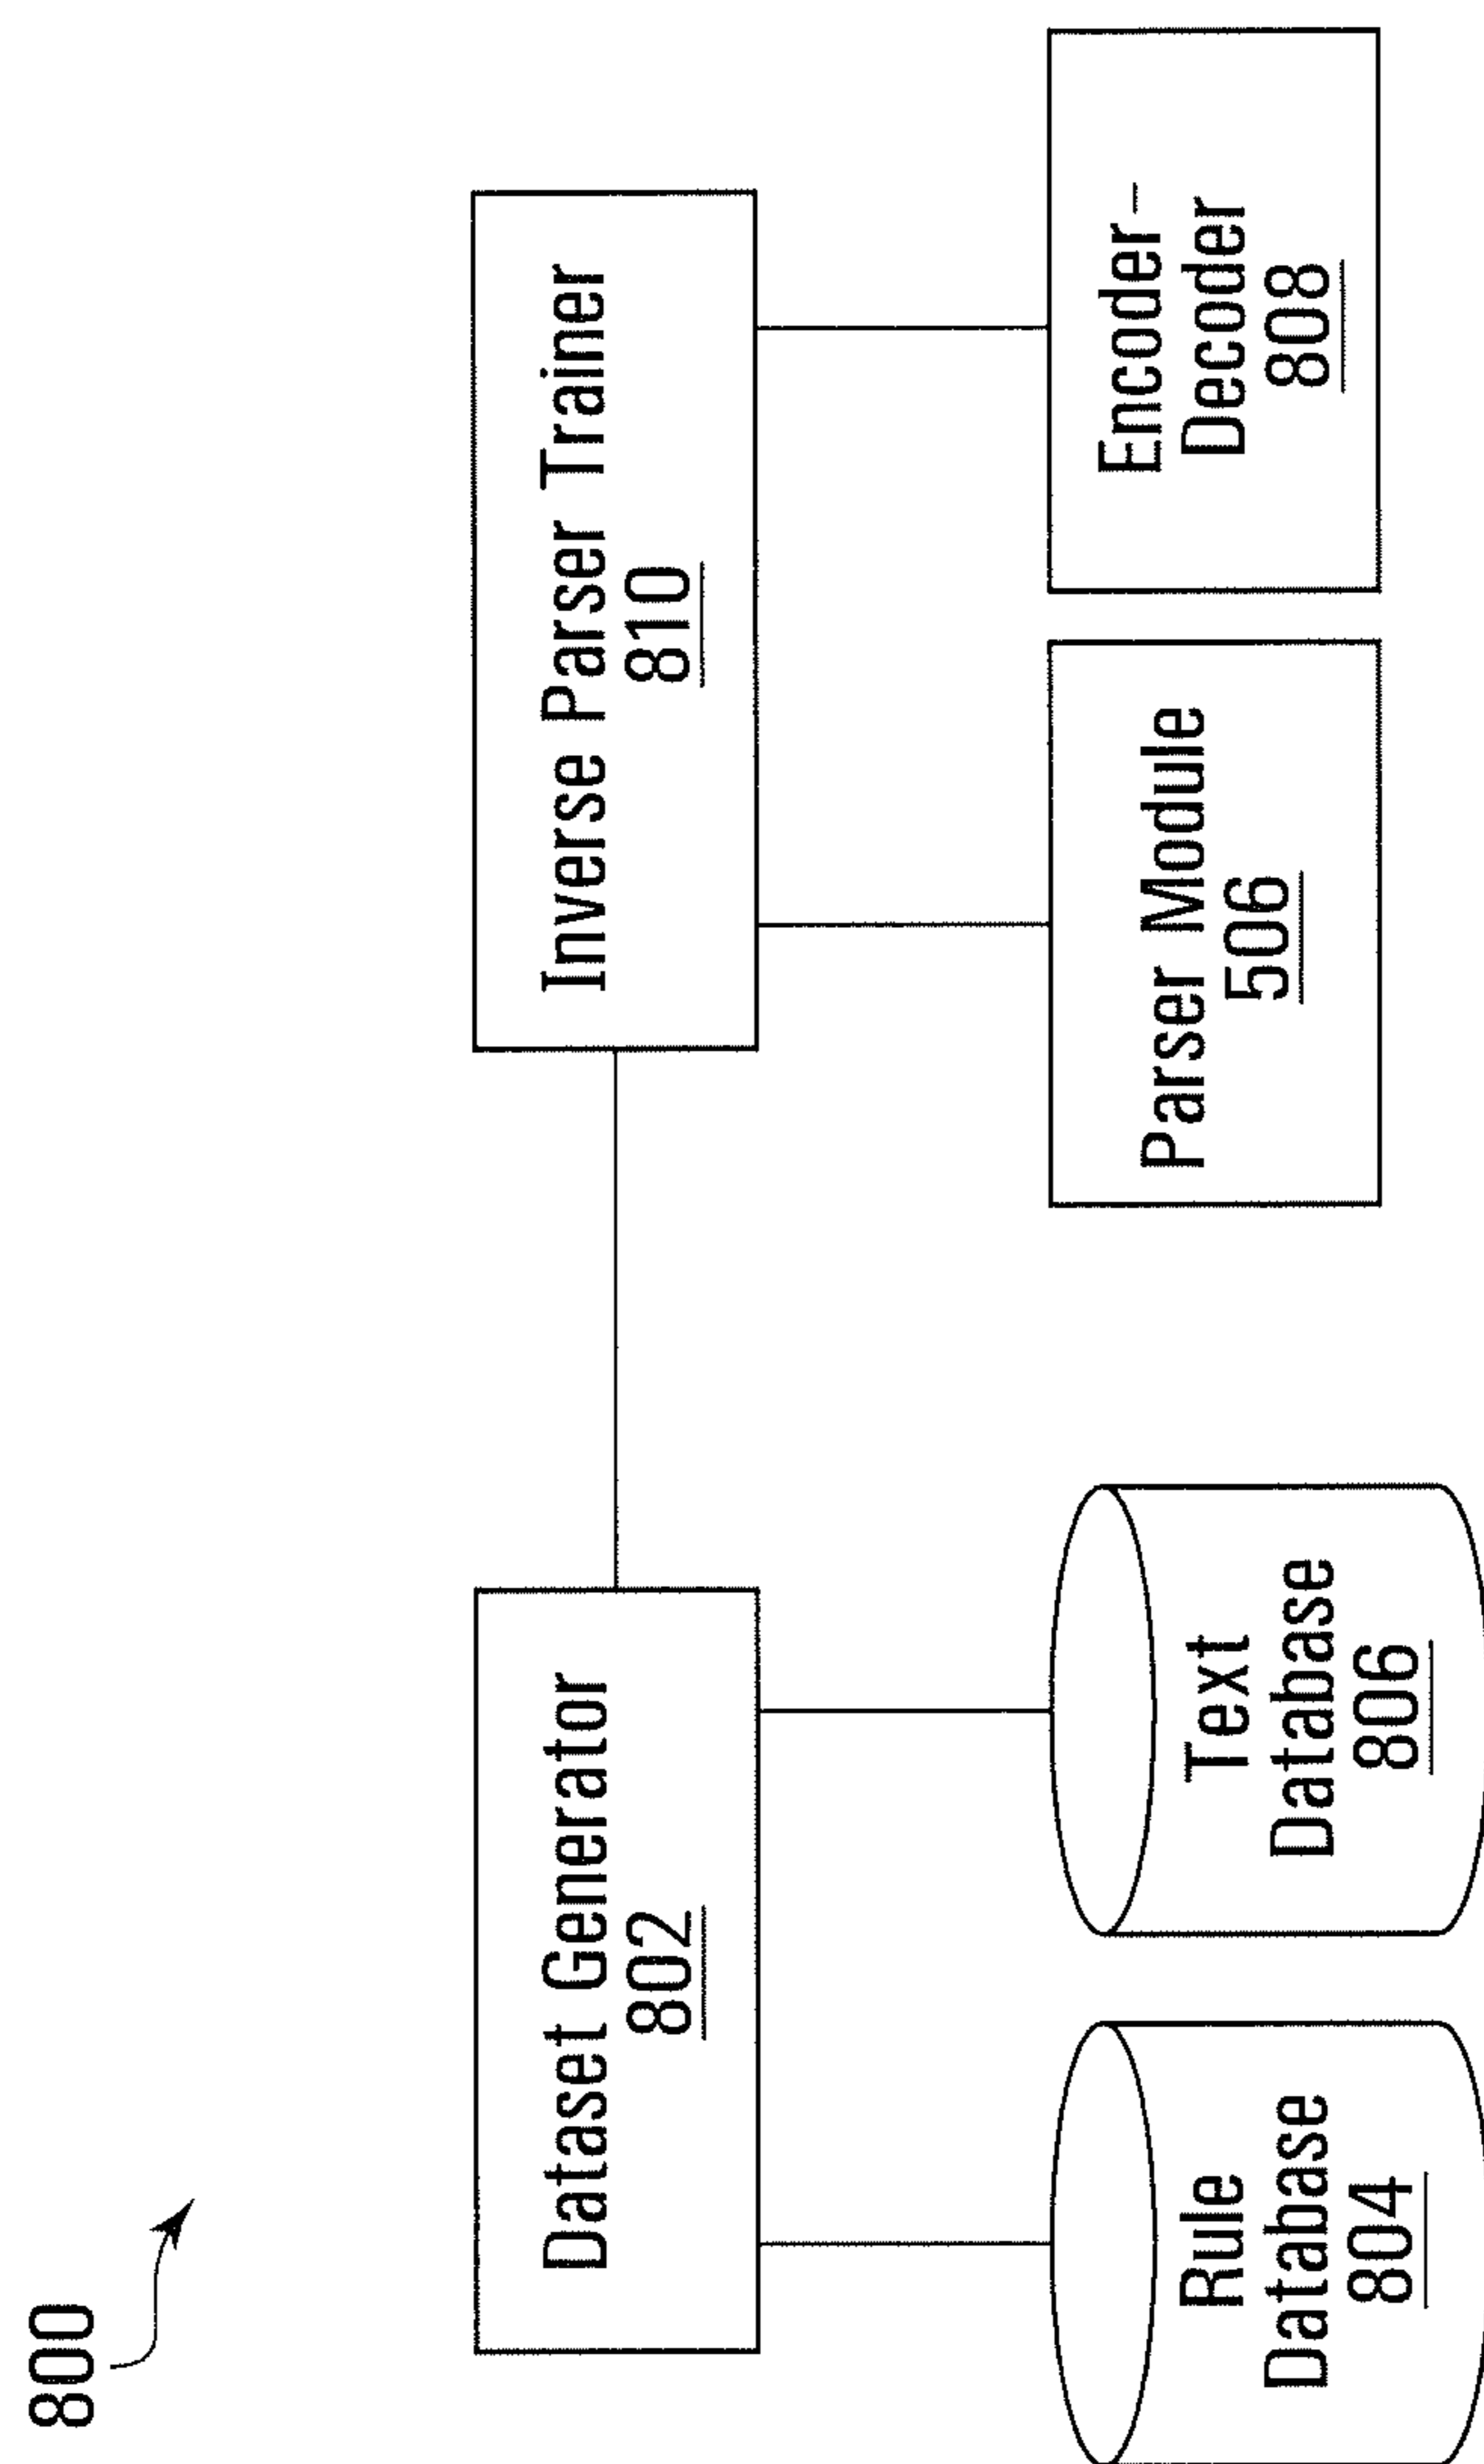 800
Dataset Generator
802
Inverse Parser Trainer
810
Rule
Database
804
Text
Database
806
Parser Module
506
Encoder–
Decoder
808